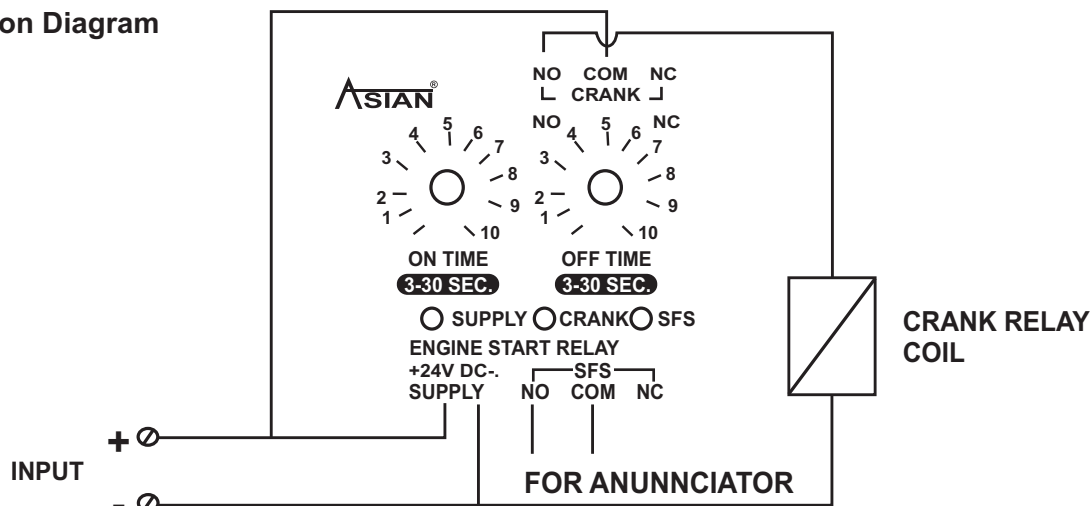 on Diagram
NO COM NC
CRANK
ASIAN®
NO NC
1 2 3 4 5 6 7 8 9 10
1 2 3 4 5 6 7 8 9 10
ON TIME OFF TIME
3-30 SEC. 3-30 SEC.
SUPPLY CRANK SFS
ENGINE START RELAY
+24V DC-. SFS
SUPPLY NO COM NC
CRANK RELAY
COIL
+
INPUT
FOR ANUNNCIATOR
-